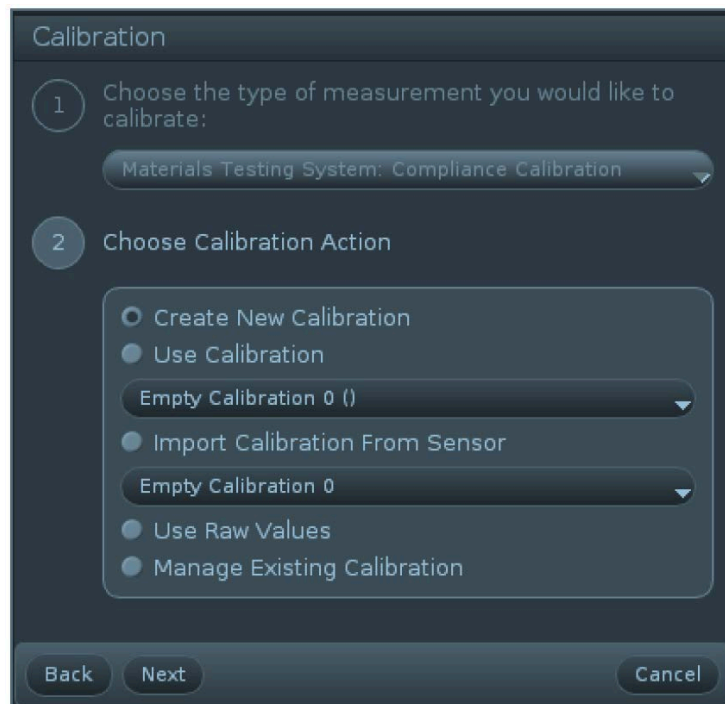 Calibration
1
Choose the type of measurement you would like to
calibrate:
Materials Testing System: Compliance Calibration
2
Choose Calibration Action
Create New Calibration
Use Calibration
Empty Calibration 0 ()
Import Calibration From Sensor
Empty Calibration 0
Use Raw Values
Manage Existing Calibration
Back Next Cancel